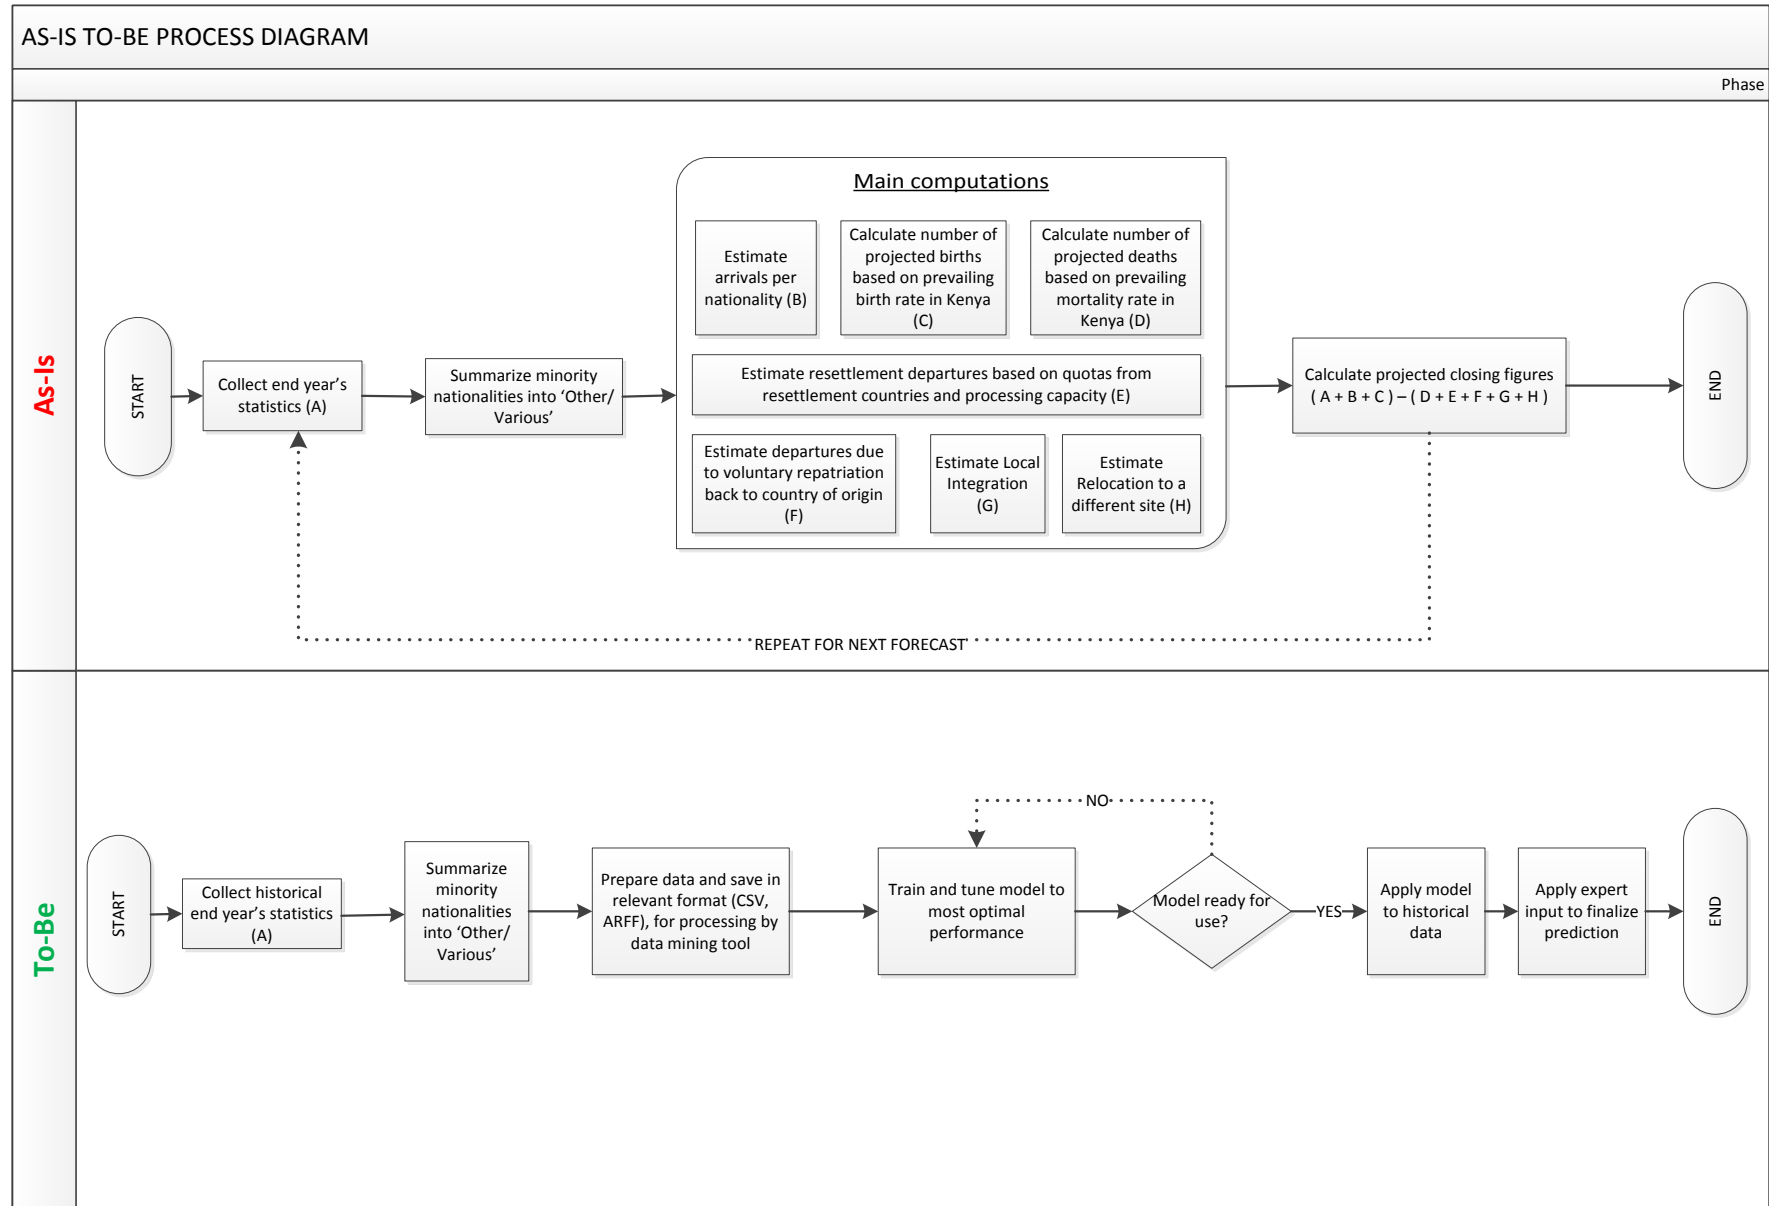 AS-IS TO-BE PROCESS DIAGRAM
Phase
As-Is
START
Collect end year's
statistics (A)
Summarize minority
nationalities into 'Other/
Various'
Main computations
Estimate
arrivals per
nationality (B)
Calculate number of
projected births
based on prevailing
birth rate in Kenya
(C)
Calculate number of
projected deaths
based on prevailing
mortality rate in
Kenya (D)
Estimate resettlement departures based on quotas from
resettlement countries and processing capacity (E)
Estimate departures due
to voluntary repatriation
back to country of origin
(F)
Estimate Local
Integration
(G)
Estimate
Relocation to a
different site (H)
Calculate projected closing figures
( A + B + C ) – ( D + E + F + G + H )
END
REPEAT FOR NEXT FORECAST
To-Be
START
Collect historical
end year's statistics
(A)
Summarize
minority
nationalities
into 'Other/
Various'
Prepare data and save in
relevant format (CSV,
ARFF), for processing by
data mining tool
Train and tune model to
most optimal
performance
NO
Model ready for
use?
YES
Apply model
to historical
data
Apply expert
input to finalize
prediction
END